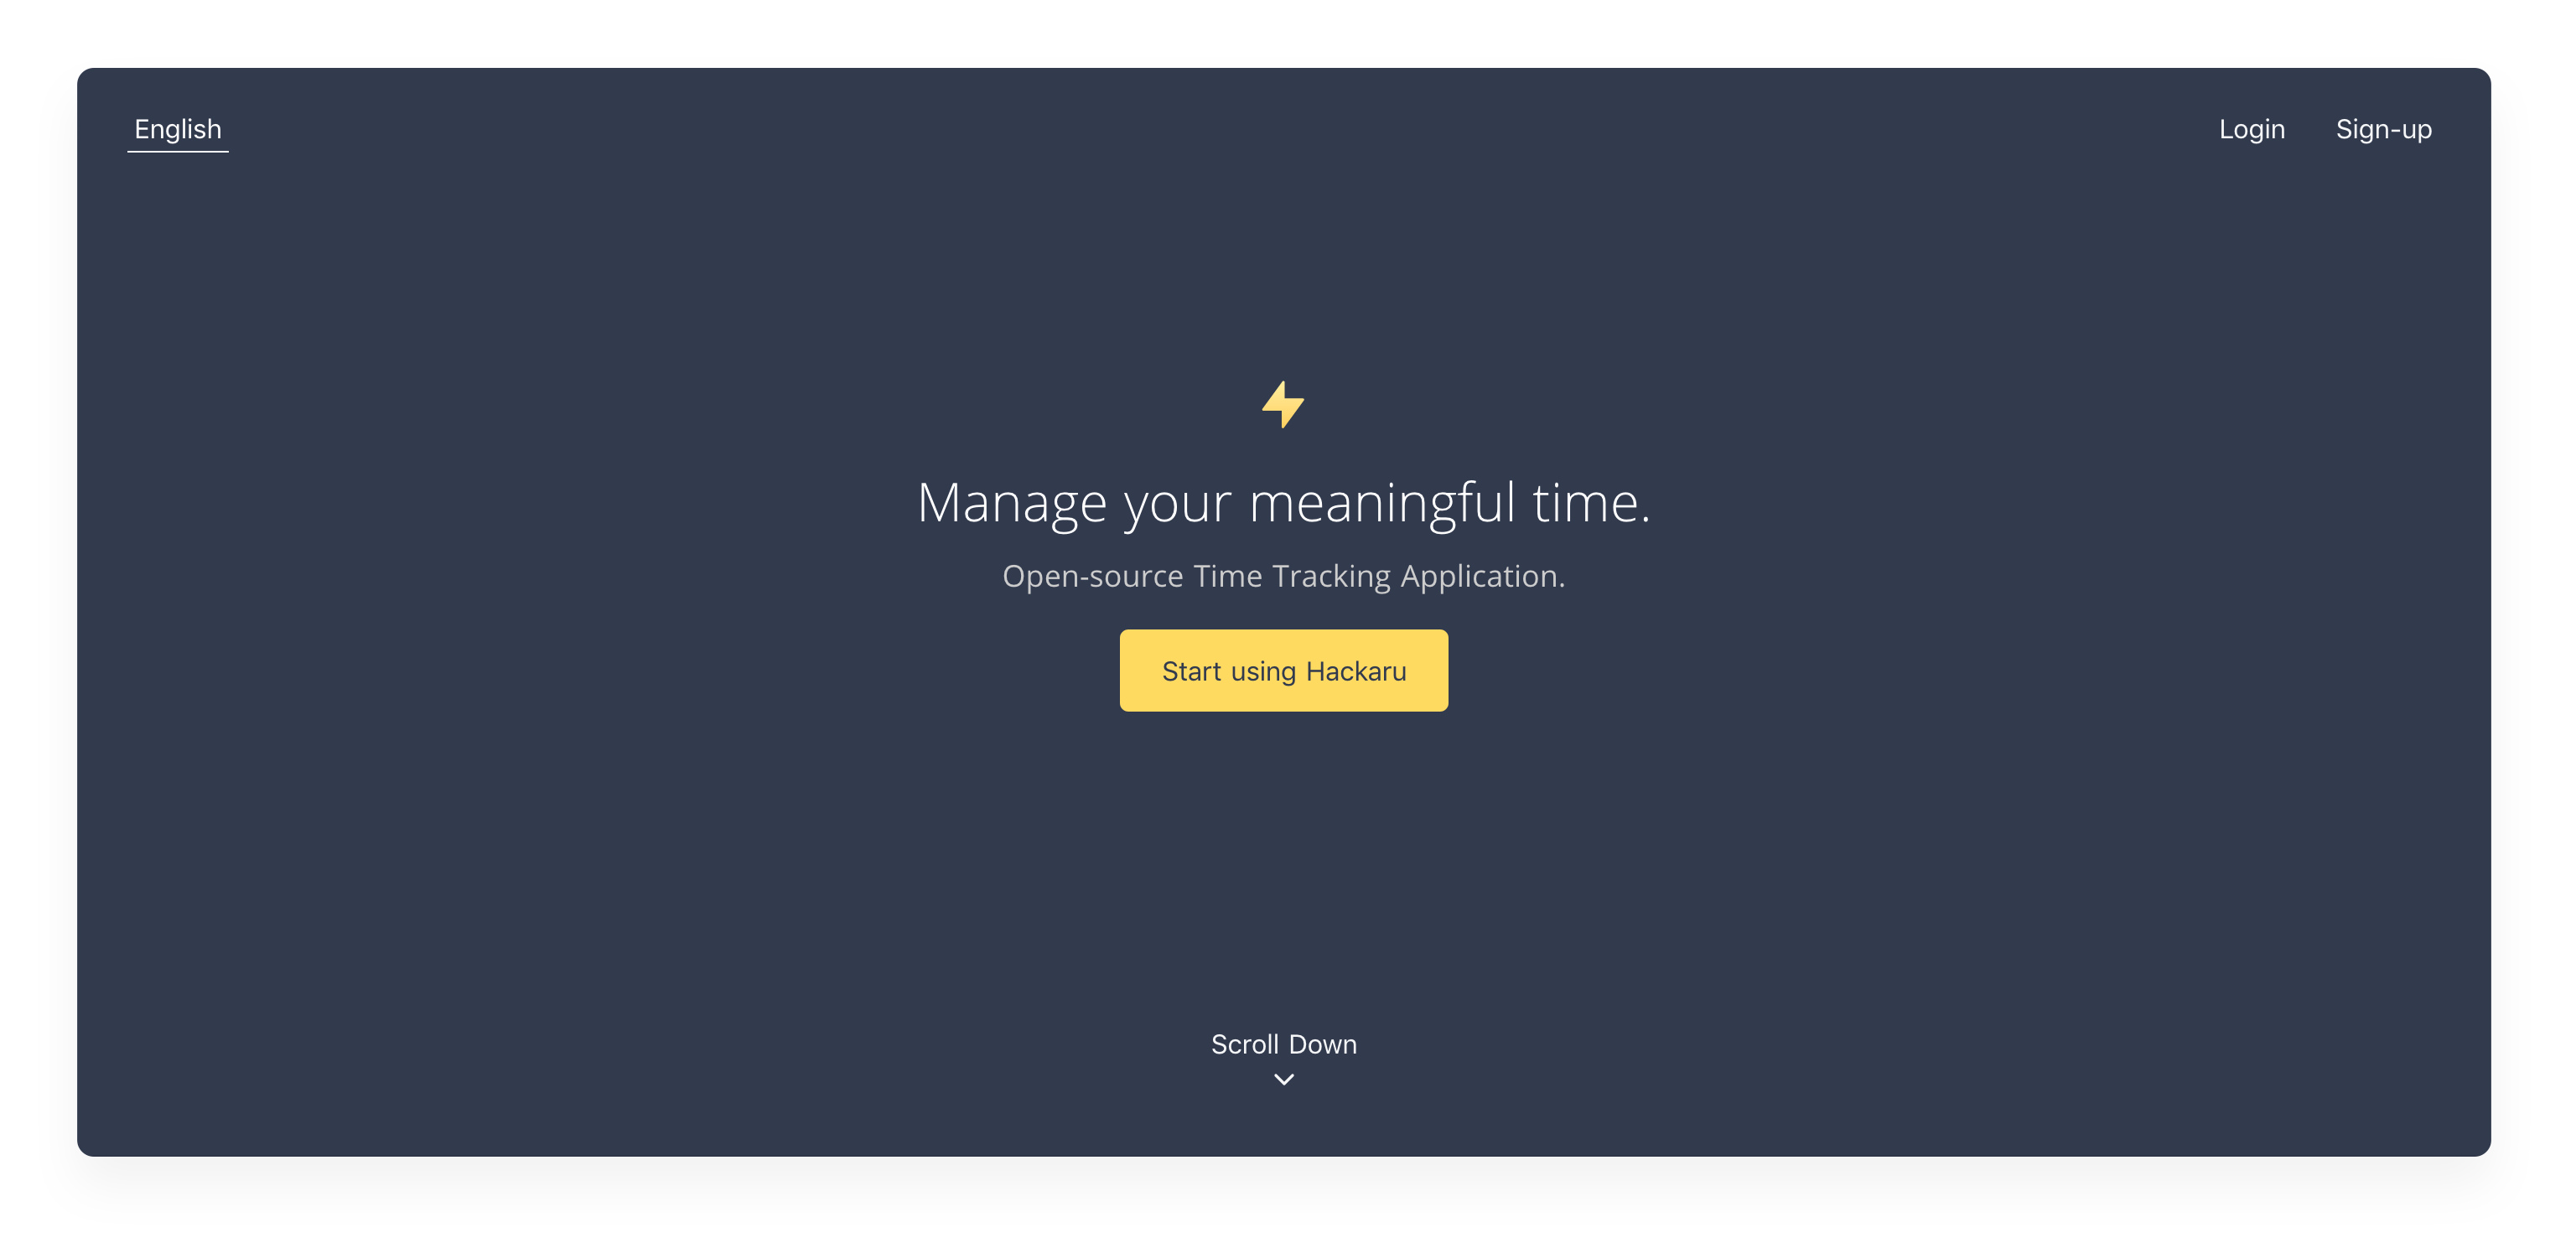 English
Login Sign-up
Manage your meaningful time.
Open-source Time Tracking Application.
Start using Hackaru
Scroll Down